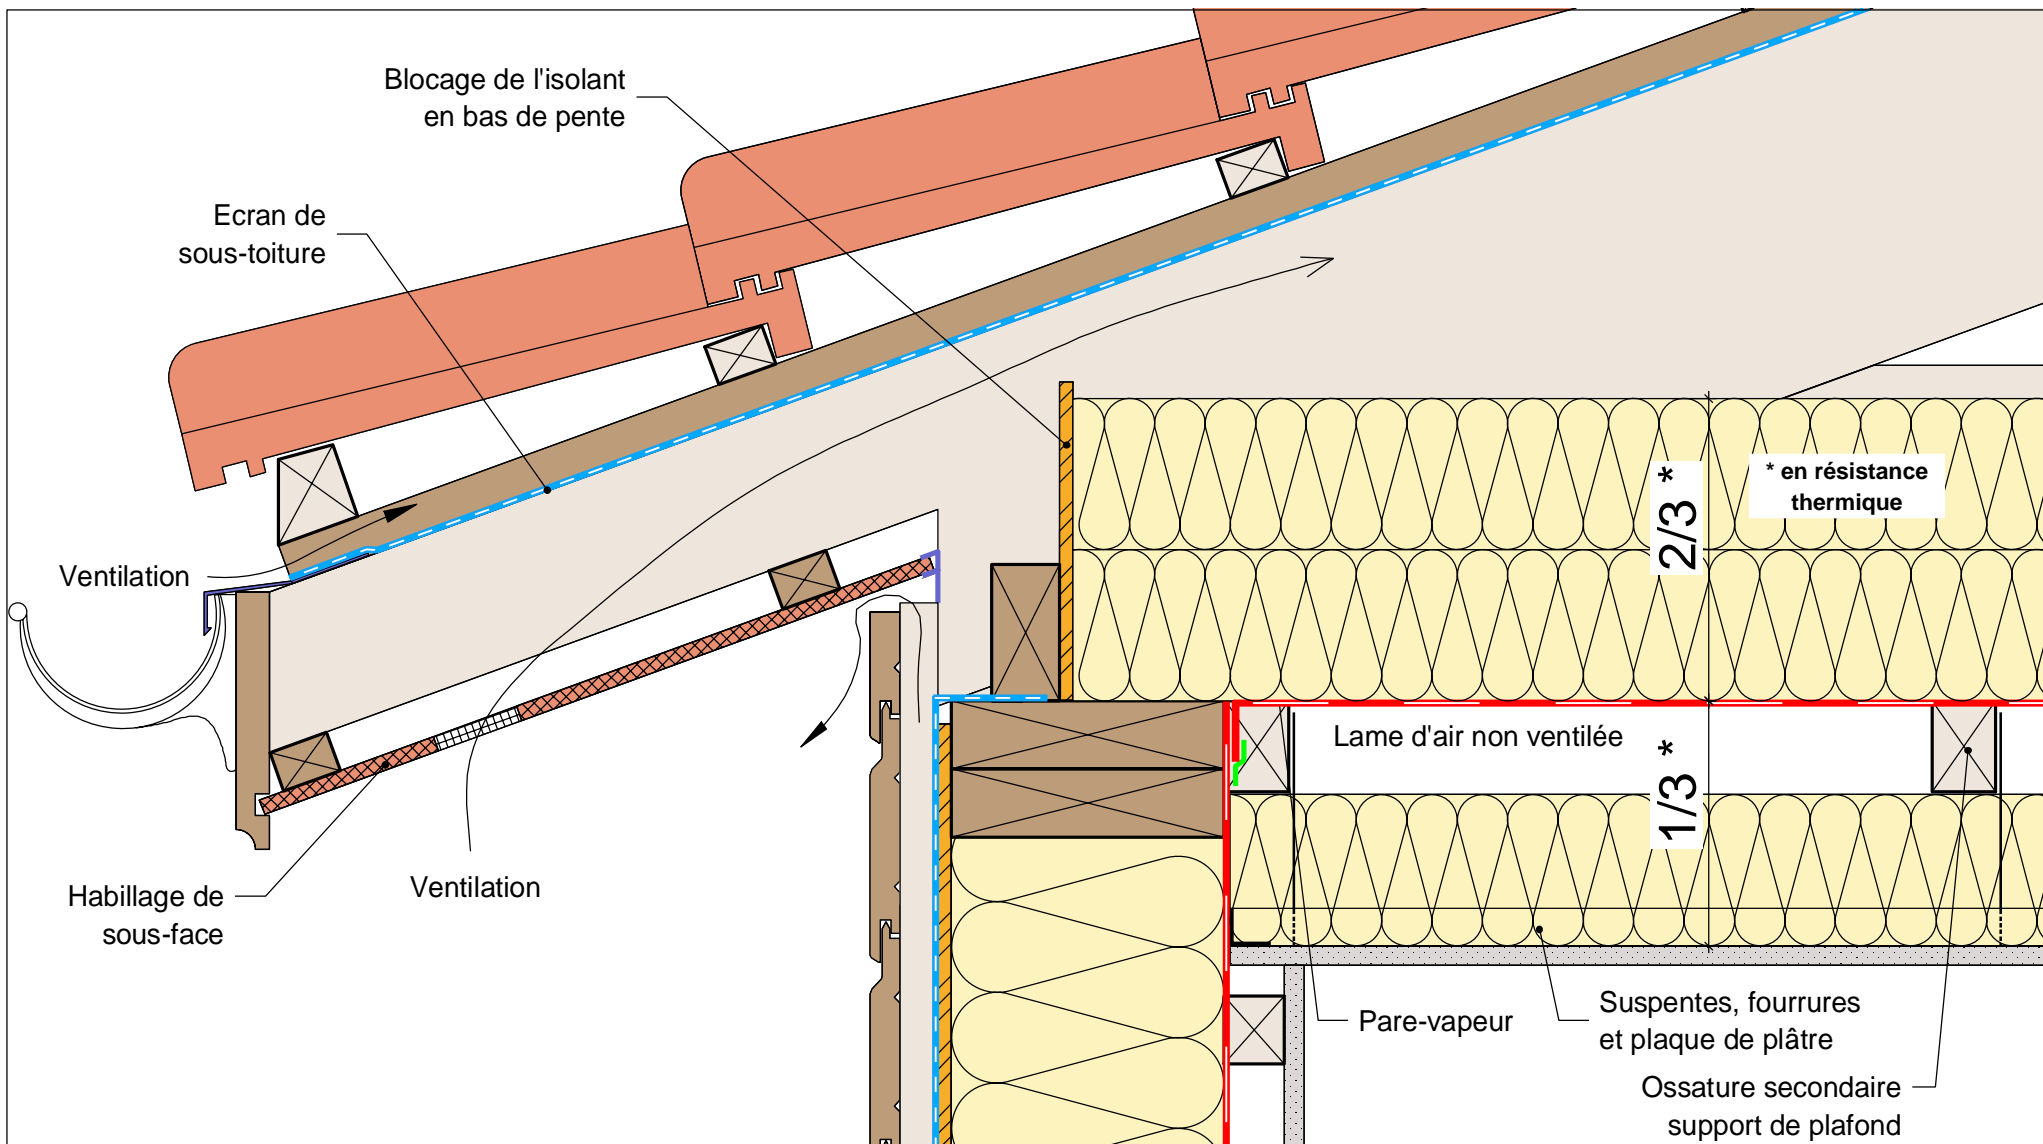 Blocage de l'isolant
en bas de pente
Ecran de
sous-toiture
Ventilation
Habillage de
sous-face
Ventilation
2/3 *
* en résistance
thermique
Lame d'air non ventilée
1/3 *
Pare-vapeur
Suspentes, fourrures
et plaque de plâtre
Ossature secondaire
support de plafond